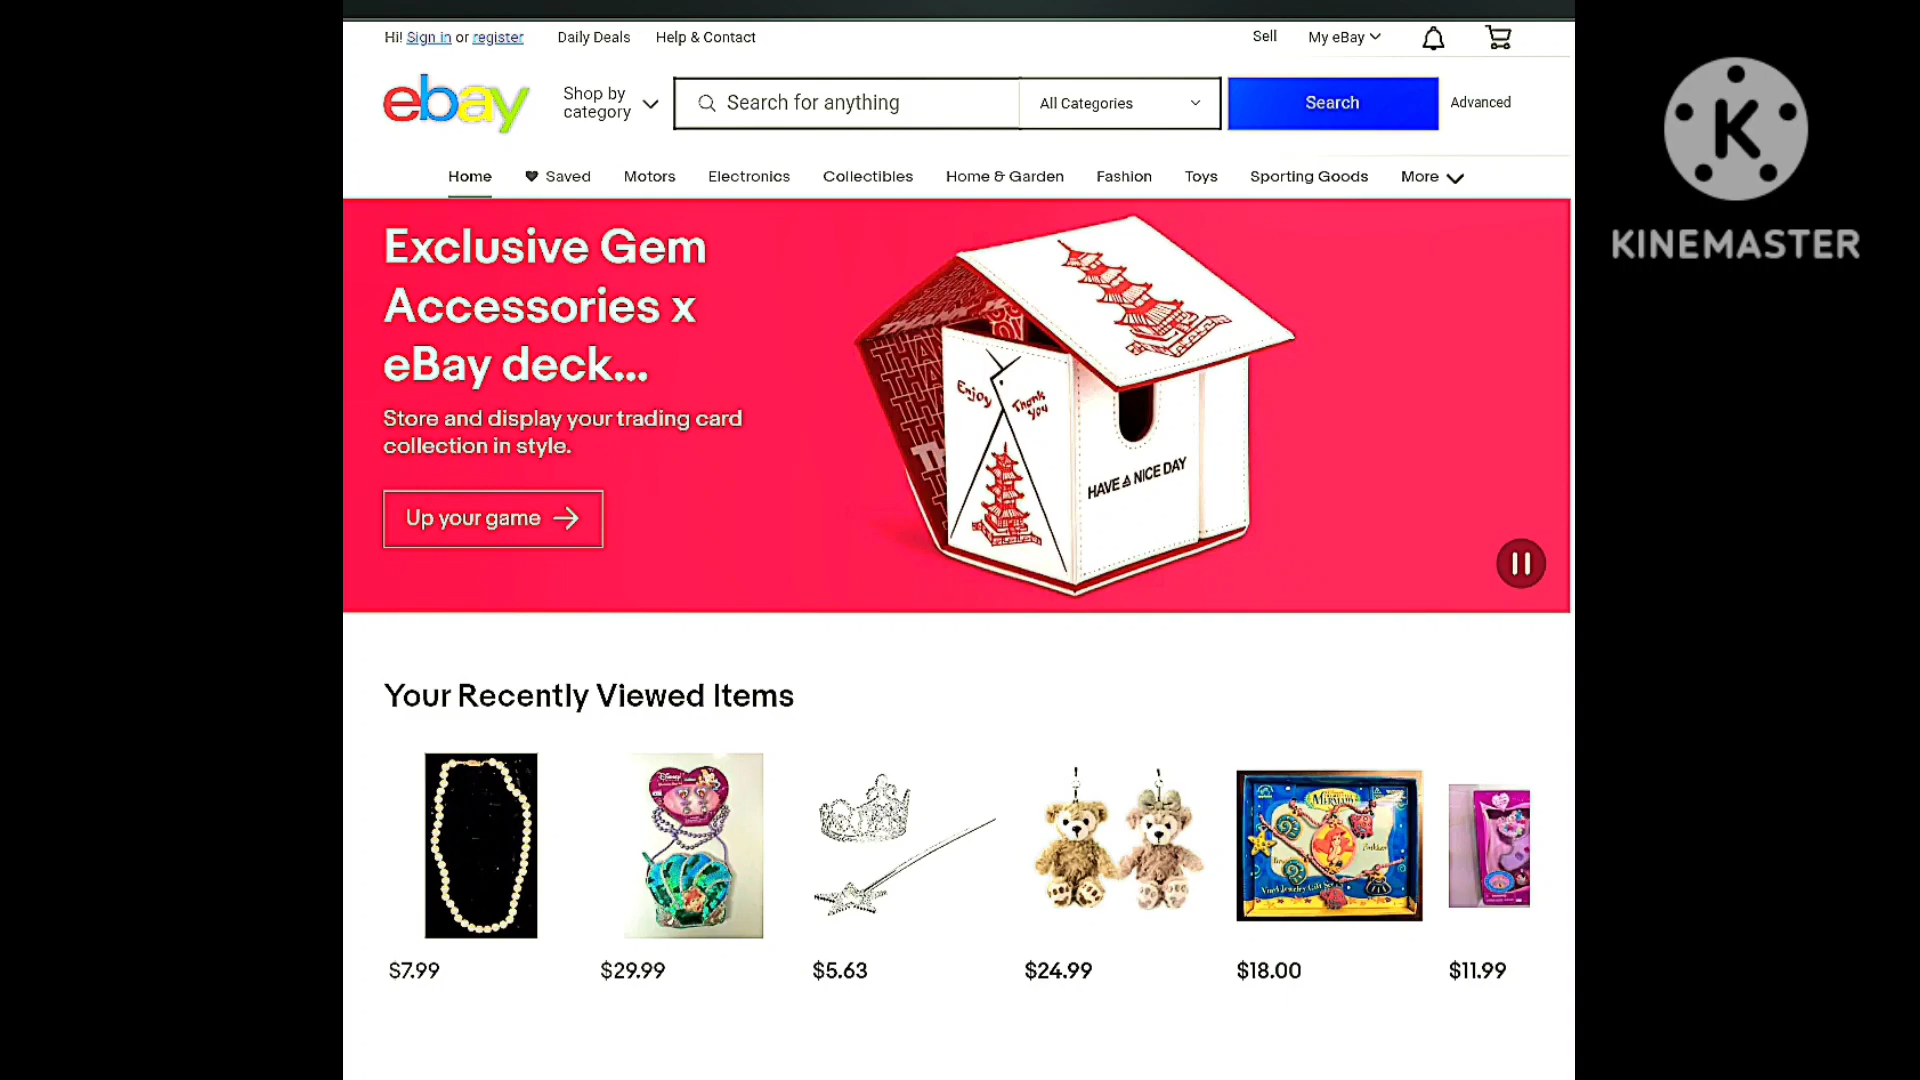 Hi! Sign in or register
Daily Deals
Help & Contact
Sell
My eBay
ebay
Shop by
category
Search for anything
All Categories
Search
Advanced
Home
Saved
Motors
Electronics
Collectibles
Home & Garden
Fashion
Toys
Sporting Goods
More
K
KINEMASTER
Exclusive Gem
Accessories x
eBay deck...
Store and display your trading card
collection in style.
Up your game
Enjoy
Thank
you
HAVE A NICE DAY
Your Recently Viewed Items
Disney
MERMAID
$7.99
$29.99
$5.63
$24.99
$18.00
$11.99